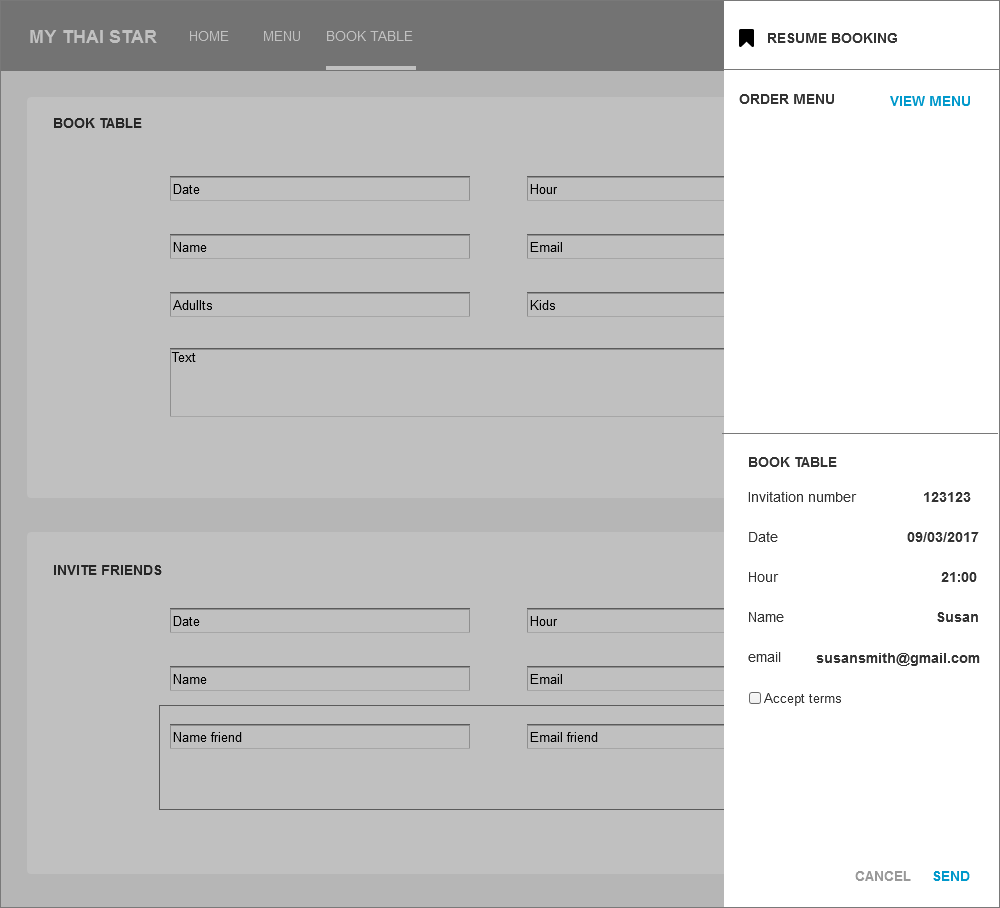 MY THAI STAR HOME MENU BOOK TABLE
BOOK TABLE
Date Hour
Name Email
Adullts Kids
Text
INVITE FRIENDS
Date Hour
Name Email
Name friend Email friend
RESUME BOOKING
ORDER MENU VIEW MENU
BOOK TABLE
Invitation number 123123
Date 09/03/2017
Hour 21:00
Name Susan
email susansmith@gmail.com
Accept terms
CANCEL SEND